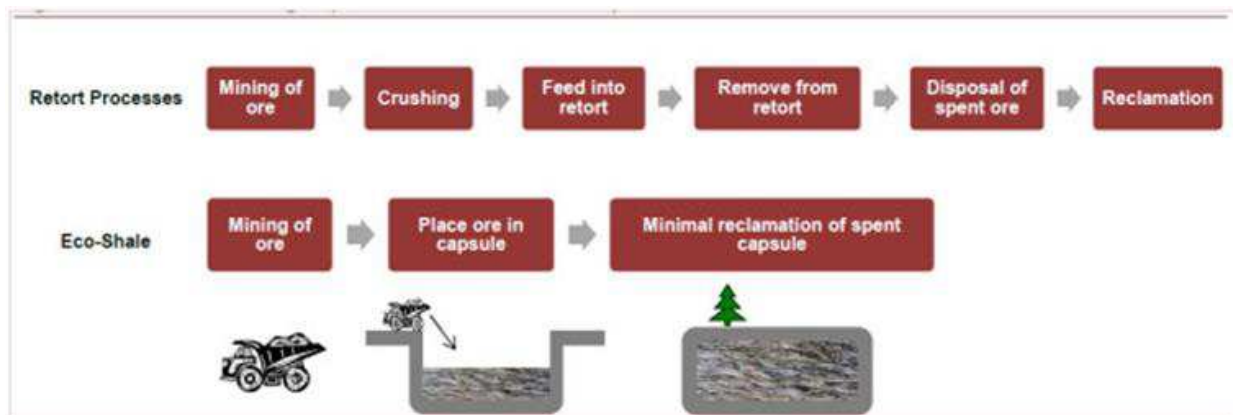 Retort Processes
Mining of
ore
Crushing
Feed into
retort
Remove from
retort
Disposal of
spent ore
Reclamation
Eco-Shale
Mining of
ore
Place ore in
capsule
Minimal reclamation of spent
capsule